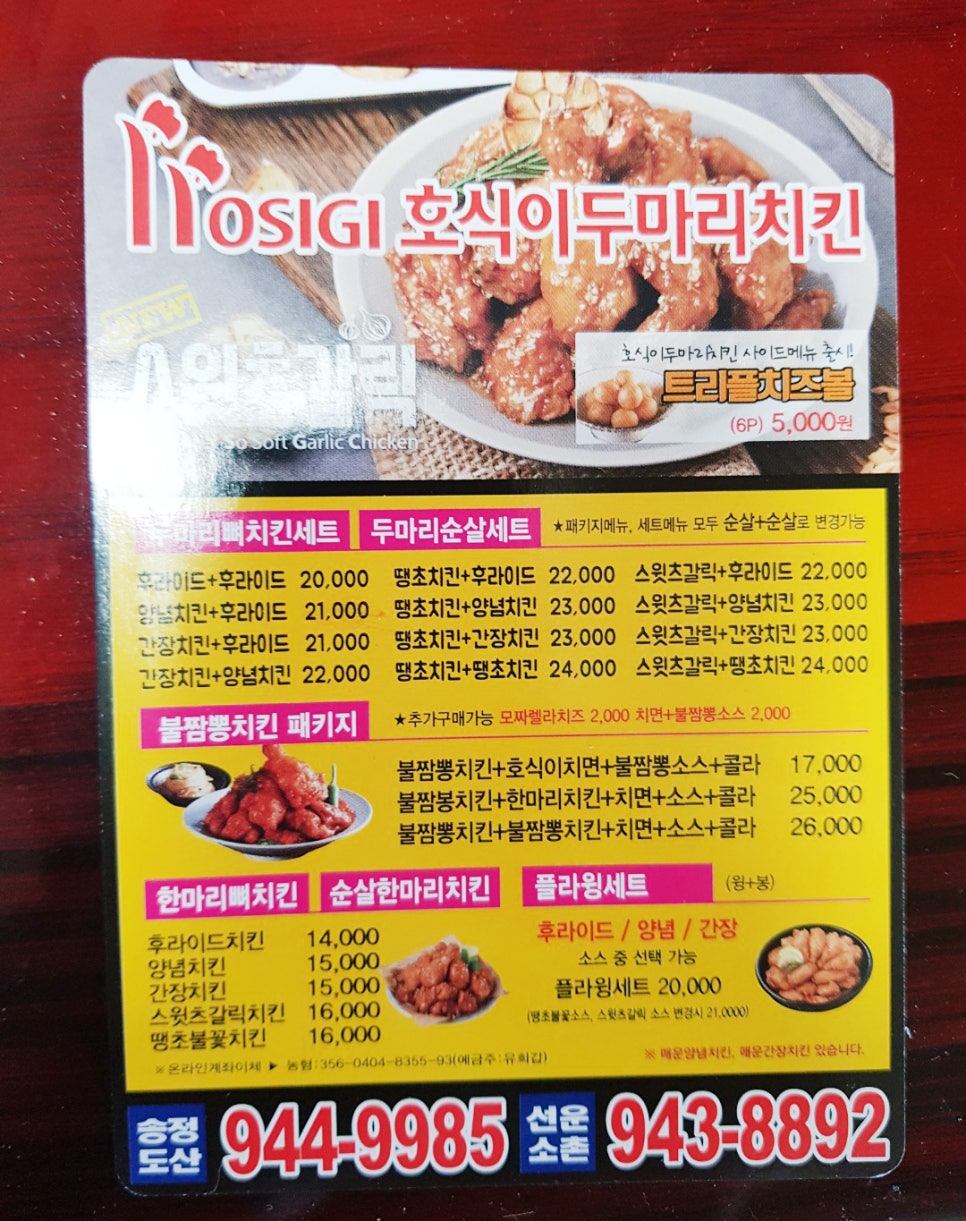 HOSIGI 호식이두마리치킨
NEW
So Soft Garlic Chicken
호식이두마리치킨 사이드메뉴 출시!
트리플치즈볼
(6P) 5,000원
두마리뼈치킨세트 두마리순살세트 ★패키지메뉴, 세트메뉴 모두 순살+순살로 변경가능
후라이드+후라이드 20,000 땡초치킨+후라이드 22,000 스윗츠갈릭+후라이드 22,000
양념치킨+후라이드 21,000 땡초치킨+양념치킨 23,000 스윗츠갈릭+양념치킨 23,000
간장치킨+후라이드 21,000 땡초치킨+간장치킨 23,000 스윗츠갈릭+간장치킨 23,000
간장치킨+양념치킨 22,000 땡초치킨+땡초치킨 24,000 스윗츠갈릭+땡초치킨 24,000
불짬뽕치킨 패키지 ★추가구매가능 모짜렐라치즈 2,000 치면+불짬뽕소스 2,000
불짬뽕치킨+호식이치면+불짬뽕소스+콜라 17,000
불짬봉치킨+한마리치킨+치면+소스+콜라 25,000
불짬뽕치킨+불짬뽕치킨+치면+소스+콜라 26,000
한마리뼈치킨 순살한마리치킨
후라이드치킨 14,000
양념치킨 15,000
간장치킨 15,000
스윗츠갈릭치킨 16,000
땡초불꽃치킨 16,000
플라윙세트 (윙+봉)
후라이드 / 양념 / 간장
소스 중 선택 가능
플라윙세트 20,000
(땡초불꽃소스, 스윗츠갈릭 소스 변경시 21,0000)
※온라인계좌이체 ▶ 농협:356-0404-8355-93(예금주:유희갑)
※ 매운양념치킨, 매운간장치킨 있습니다.
송정 도산 944-9985 선운 소촌 943-8892